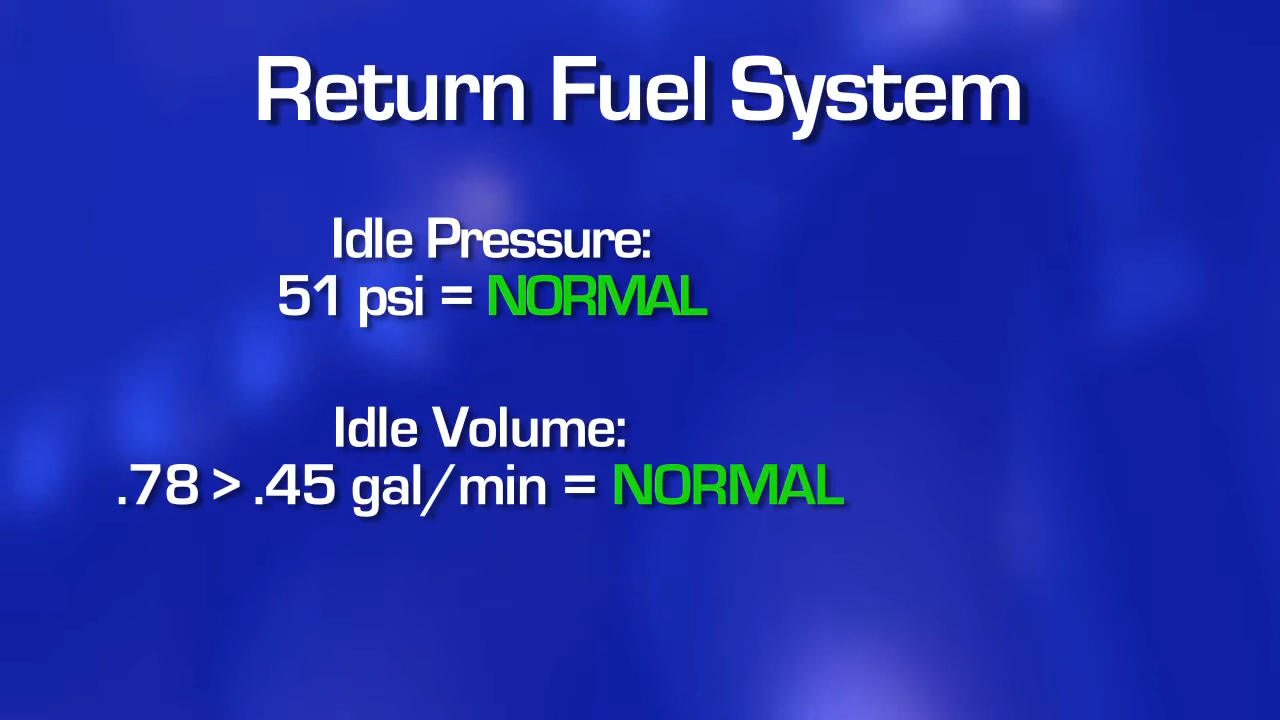 Return Fuel System
Idle Pressure:
51 psi = NORMAL
Idle Volume:
.78 > .45 gal/min = NORMAL